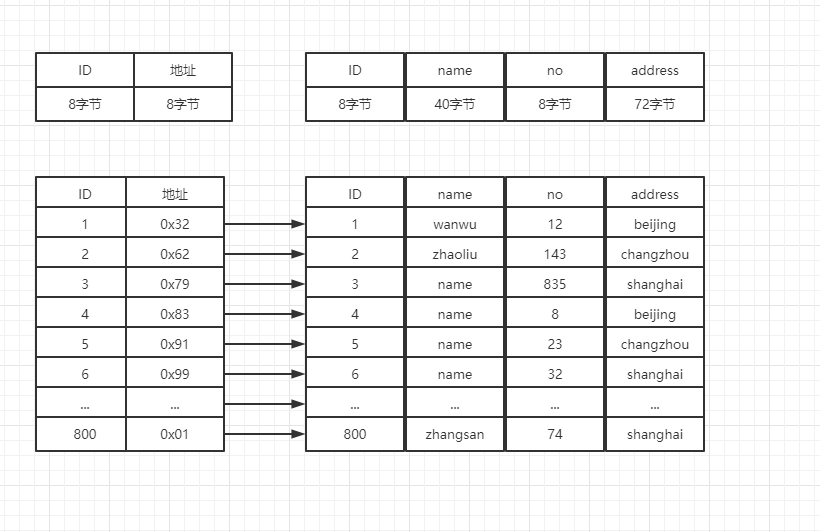 ID 地址 ID name no address
8字节 8字节 8字节 40字节 8字节 72字节
ID 地址 ID name no address
1 0x32 1 wanwu 12 beijing
2 0x62 2 zhaoliu 143 changzhou
3 0x79 3 name 835 shanghai
4 0x83 4 name 8 beijing
5 0x91 5 name 23 changzhou
6 0x99 6 name 32 shanghai
... ... ... ... ... ...
800 0x01 800 zhangsan 74 shanghai